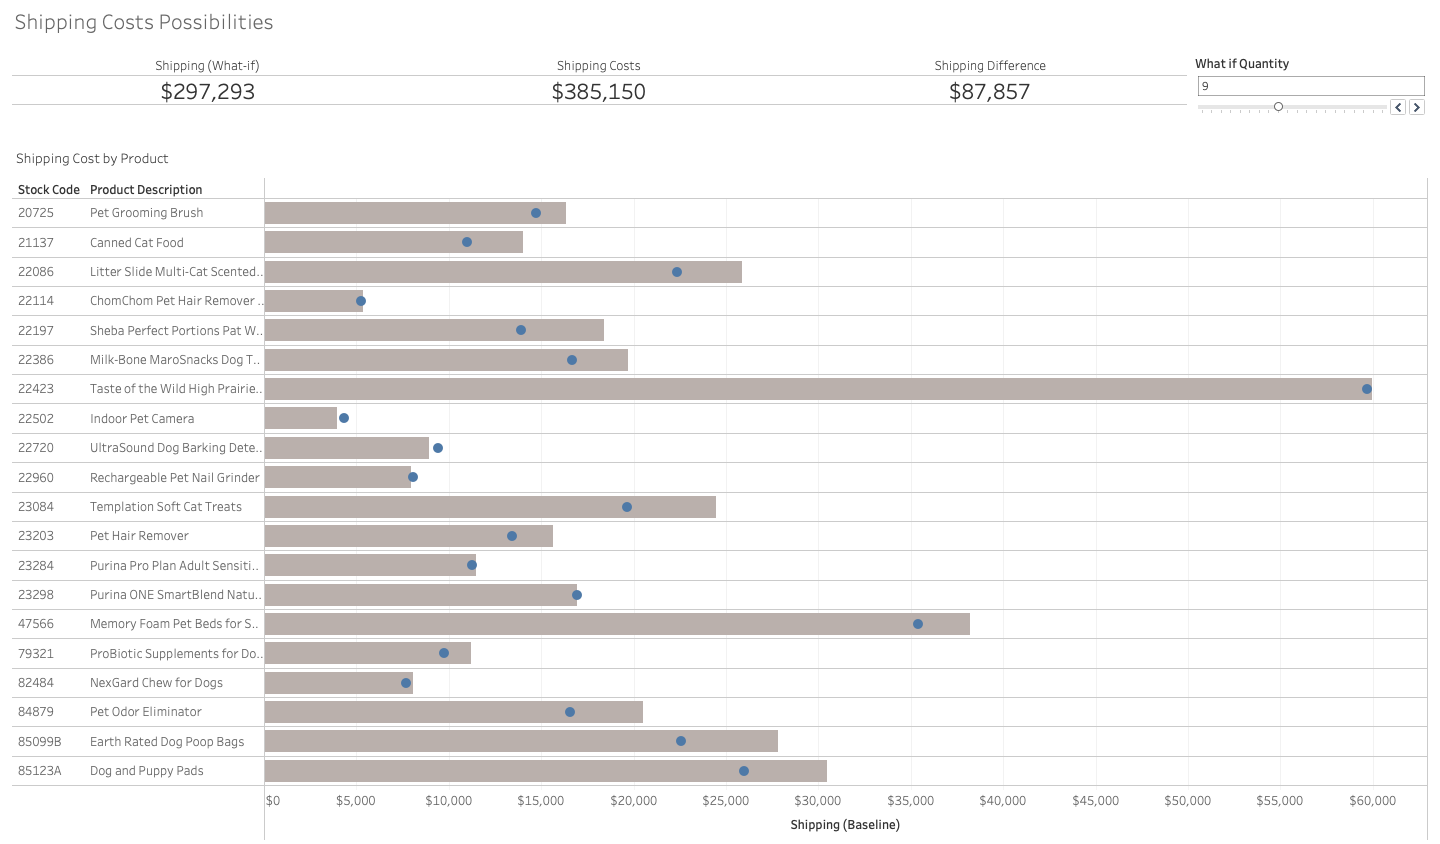 Shipping Costs Possibilities
Shipping (What-if) Shipping Costs Shipping Difference What if Quantity
$297,293 $385,150 $87,857 9
Shipping Cost by Product
Stock Code Product Description
20725 Pet Grooming Brush
21137 Canned Cat Food
22086 Litter Slide Multi-Cat Scented..
22114 ChomChom Pet Hair Remover ..
22197 Sheba Perfect Portions Pat W..
22386 Milk-Bone MaroSnacks Dog T..
22423 Taste of the Wild High Prairie..
22502 Indoor Pet Camera
22720 UltraSound Dog Barking Dete..
22960 Rechargeable Pet Nail Grinder
23084 Templation Soft Cat Treats
23203 Pet Hair Remover
23284 Purina Pro Plan Adult Sensiti..
23298 Purina ONE SmartBlend Natu..
47566 Memory Foam Pet Beds for S..
79321 ProBiotic Supplements for Do..
82484 NexGard Chew for Dogs
84879 Pet Odor Eliminator
85099B Earth Rated Dog Poop Bags
85123A Dog and Puppy Pads
$0 $5,000 $10,000 $15,000 $20,000 $25,000 $30,000 $35,000 $40,000 $45,000 $50,000 $55,000 $60,000
Shipping (Baseline)